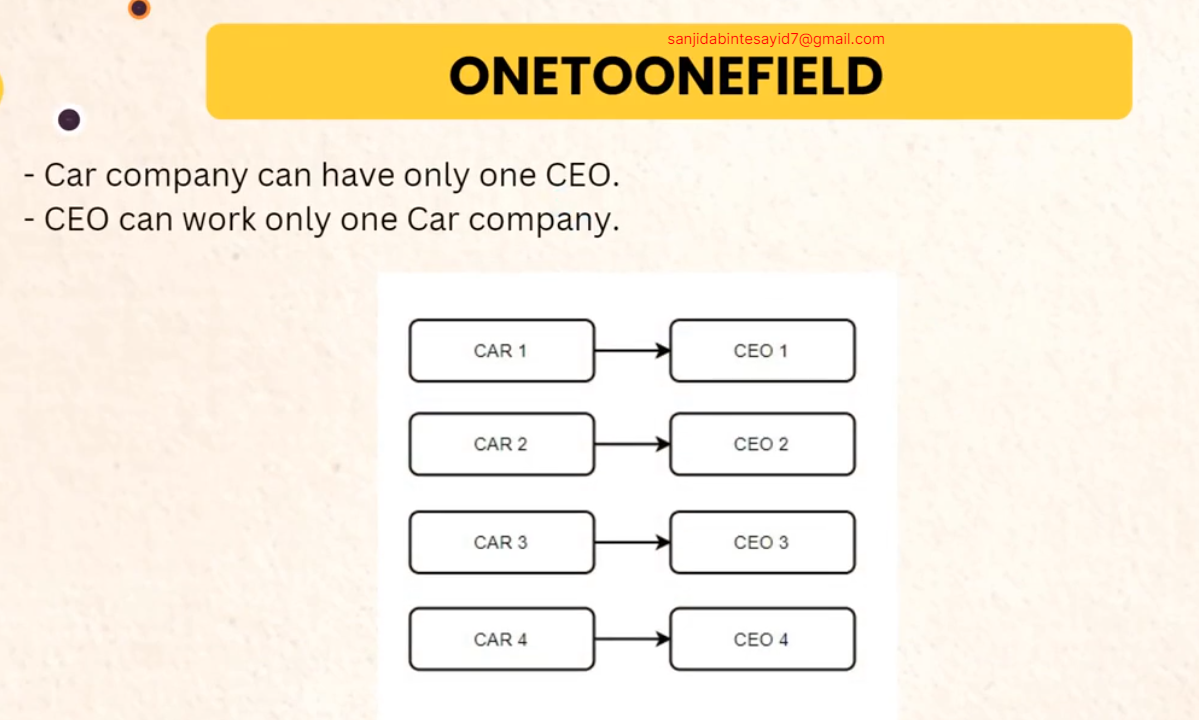 sanjidabintesayid7@gmail.com
ONETOONEFIELD
- Car company can have only one CEO.
- CEO can work only one Car company.
CAR 1
CEO 1
CAR 2
CEO 2
CAR 3
CEO 3
CAR 4
CEO 4